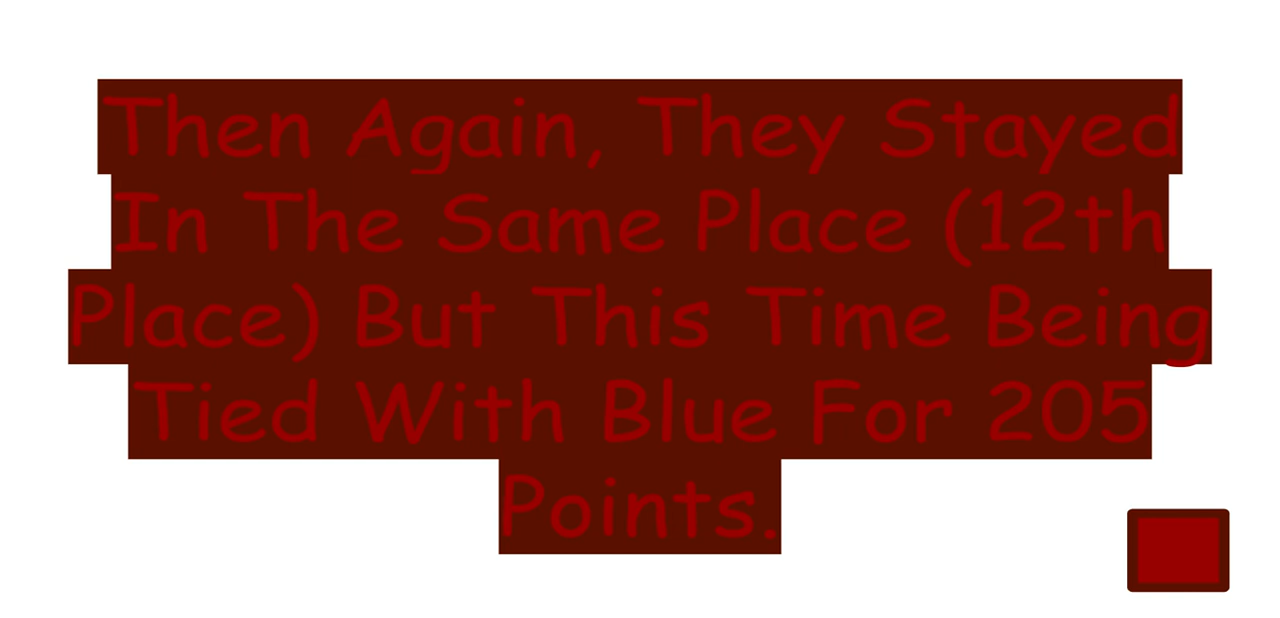 Then Again, They Stayed
In The Same Place (12th
Place) But This Time Being
Tied With Blue For 205
Points.